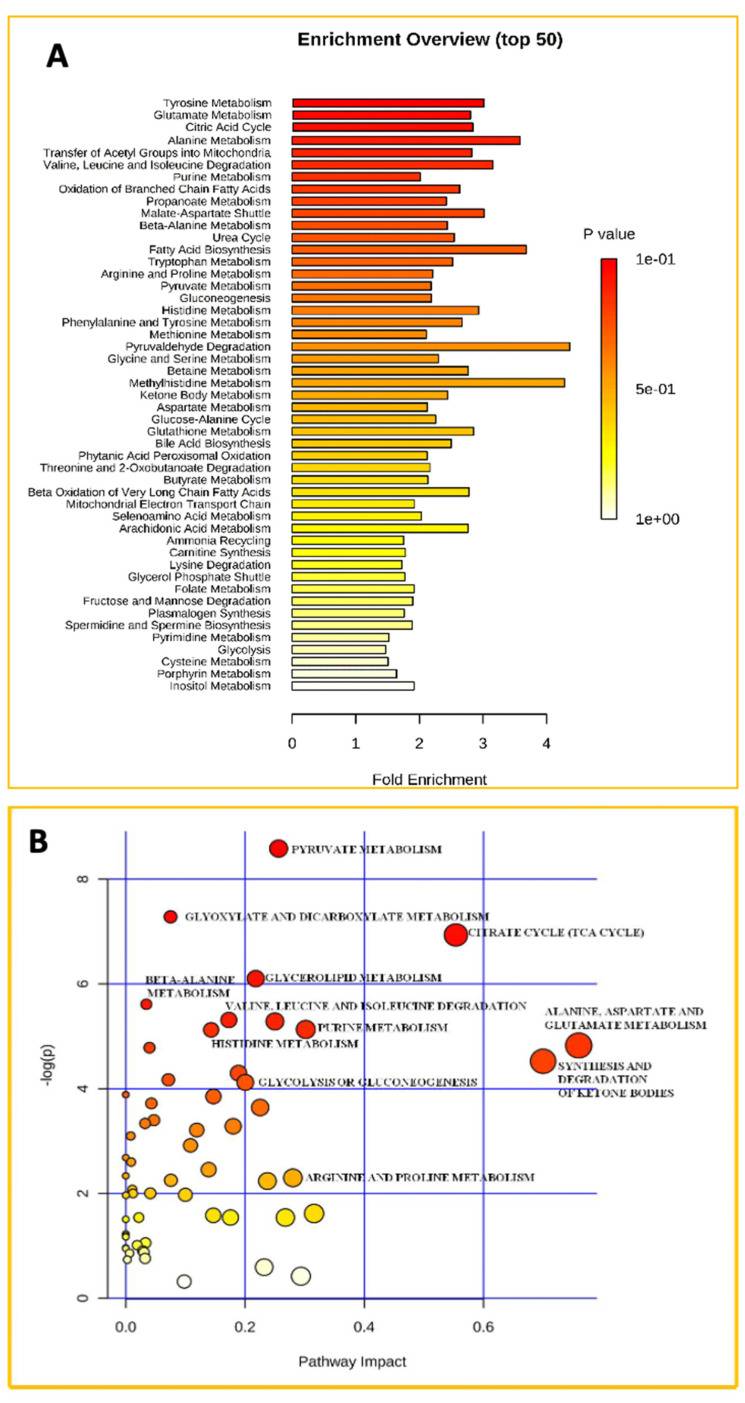 A
Enrichment Overview (top 50)
Tyrosine Metabolism
Glutamate Metabolism
Citric Acid Cycle
Alanine Metabolism
Transfer of Acetyl Groups into Mitochondria
Valine, Leucine and Isoleucine Degradation
Purine Metabolism
Oxidation of Branched Chain Fatty Acids
Propanoate Metabolism
Malate-Aspartate Shuttle
Beta-Alanine Metabolism
Urea Cycle
Fatty Acid Biosynthesis
Tryptophan Metabolism
Arginine and Proline Metabolism
Pyruvate Metabolism
Gluconeogenesis
Histidine Metabolism
Phenylalanine and Tyrosine Metabolism
Methionine Metabolism
Pyruvaldehyde Degradation
Glycine and Serine Metabolism
Betaine Metabolism
Methylhistidine Metabolism
Ketone Body Metabolism
Aspartate Metabolism
Glucose-Alanine Cycle
Glutathione Metabolism
Bile Acid Biosynthesis
Phytanic Acid Peroxisomal Oxidation
Threonine and 2-Oxobutanoate Degradation
Butyrate Metabolism
Beta Oxidation of Very Long Chain Fatty Acids
Mitochondrial Electron Transport Chain
Selenoamino Acid Metabolism
Arachidonic Acid Metabolism
Ammonia Recycling
Carnitine Synthesis
Lysine Degradation
Glycerol Phosphate Shuttle
Folate Metabolism
Fructose and Mannose Degradation
Plasmalogen Synthesis
Spermidine and Spermine Biosynthesis
Pyrimidine Metabolism
Glycolysis
Cysteine Metabolism
Porphyrin Metabolism
Inositol Metabolism
P value
1e-01
5e-01
1e+00
0 1 2 3 4
Fold Enrichment
B
PYRUVATE METABOLISM
8
GLYOXYLATE AND DICARBOXYLATE METABOLISM
CITRATE CYCLE (TCA CYCLE)
GLYCEROLIPID METABOLISM
6
BETA-ALANINE
METABOLISM
VALINE, LEUCINE AND ISOLEUCINE DEGRADATION
PURINE METABOLISM
HISTIDINE METABOLISM
ALANINE, ASPARTATE AND
GLUTAMATE METABOLISM
SYNTHESIS AND
DEGRADATION
OF KETONE BODIES
GLYCOLYSIS OR GLUCONEOGENESIS
4
-log(p)
ARGININE AND PROLINE METABOLISM
2
0
0.0 0.2 0.4 0.6
Pathway Impact